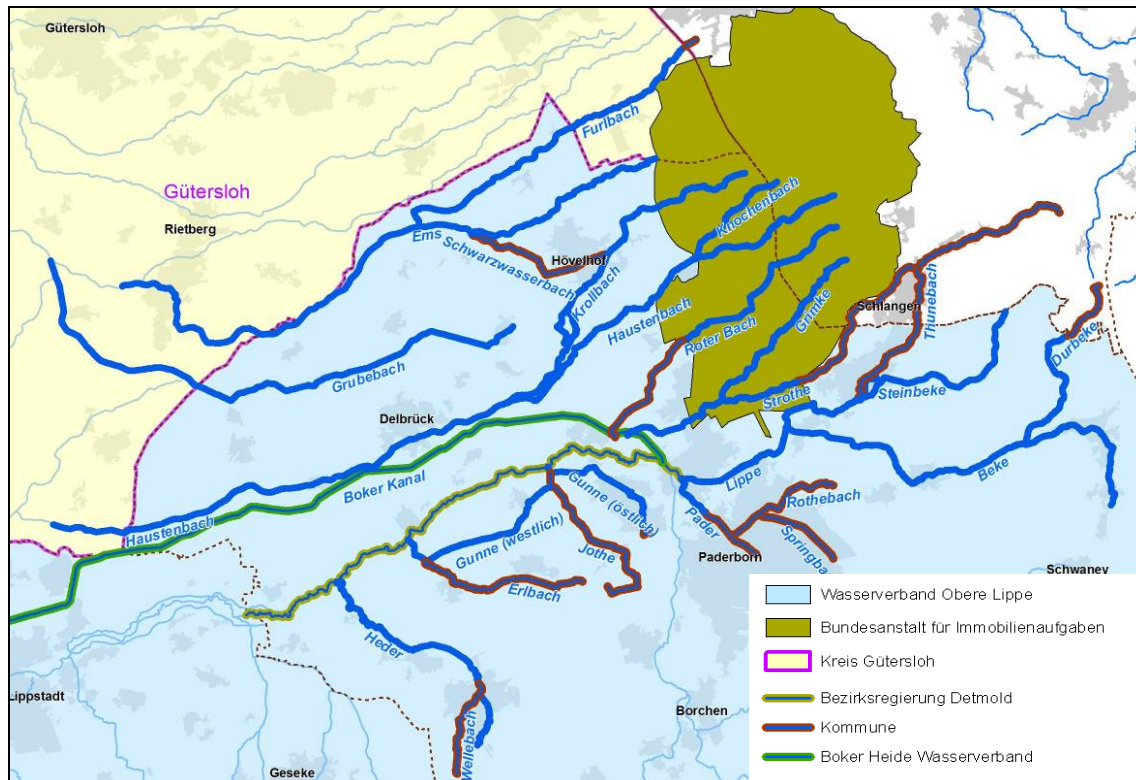 Gütersloh
Furlbach
Gütersloh
Rietberg
Ems
Schwarzwasserbach
Hövelhof
Knochenbach
Krollbach
Haustenbach
Roter Bach
Grimke
Schlangen
Thunebach
Durbeke
Grubebach
Strothe
Steinbeke
Delbrück
Boker Kanal
Haustenbach
Lippe
Beke
Gunne (östlich)
Gunne (westlich)
Jothe
Erlbach
Pader
Rothebach
Springba
Paderborn
Schwaney
Heder
Wellebach
Lippstadt
Geseke
Borchen
Wasserverband Obere Lippe
Bundesanstalt für Immobilienaufgaben
Kreis Gütersloh
Bezirksregierung Detmold
Kommune
Boker Heide Wasserverband